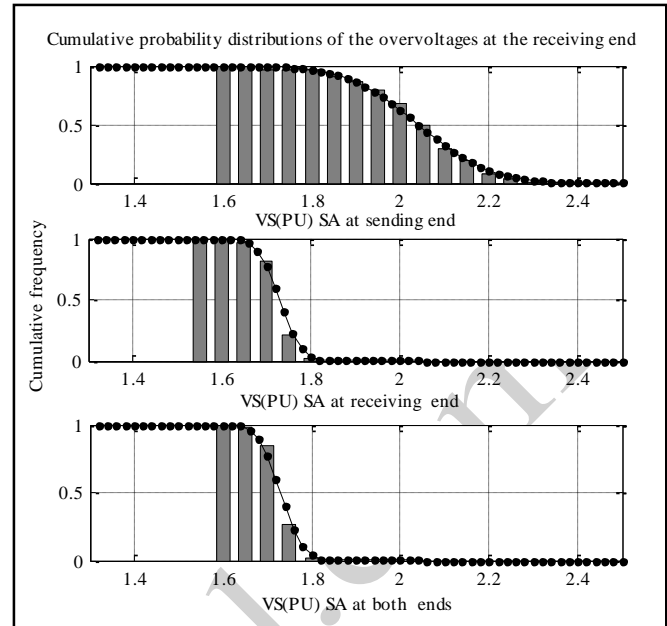 Cumulative probability distributions of the overvoltages at the receiving end
1
0.5
0
1.4 1.6 1.8 2 2.2 2.4
VS(PU) SA at sending end
Cumulative frequency
1
0.5
0
1.4 1.6 1.8 2 2.2 2.4
VS(PU) SA at receiving end
1
0.5
0
1.4 1.6 1.8 2 2.2 2.4
VS(PU) SA at both ends